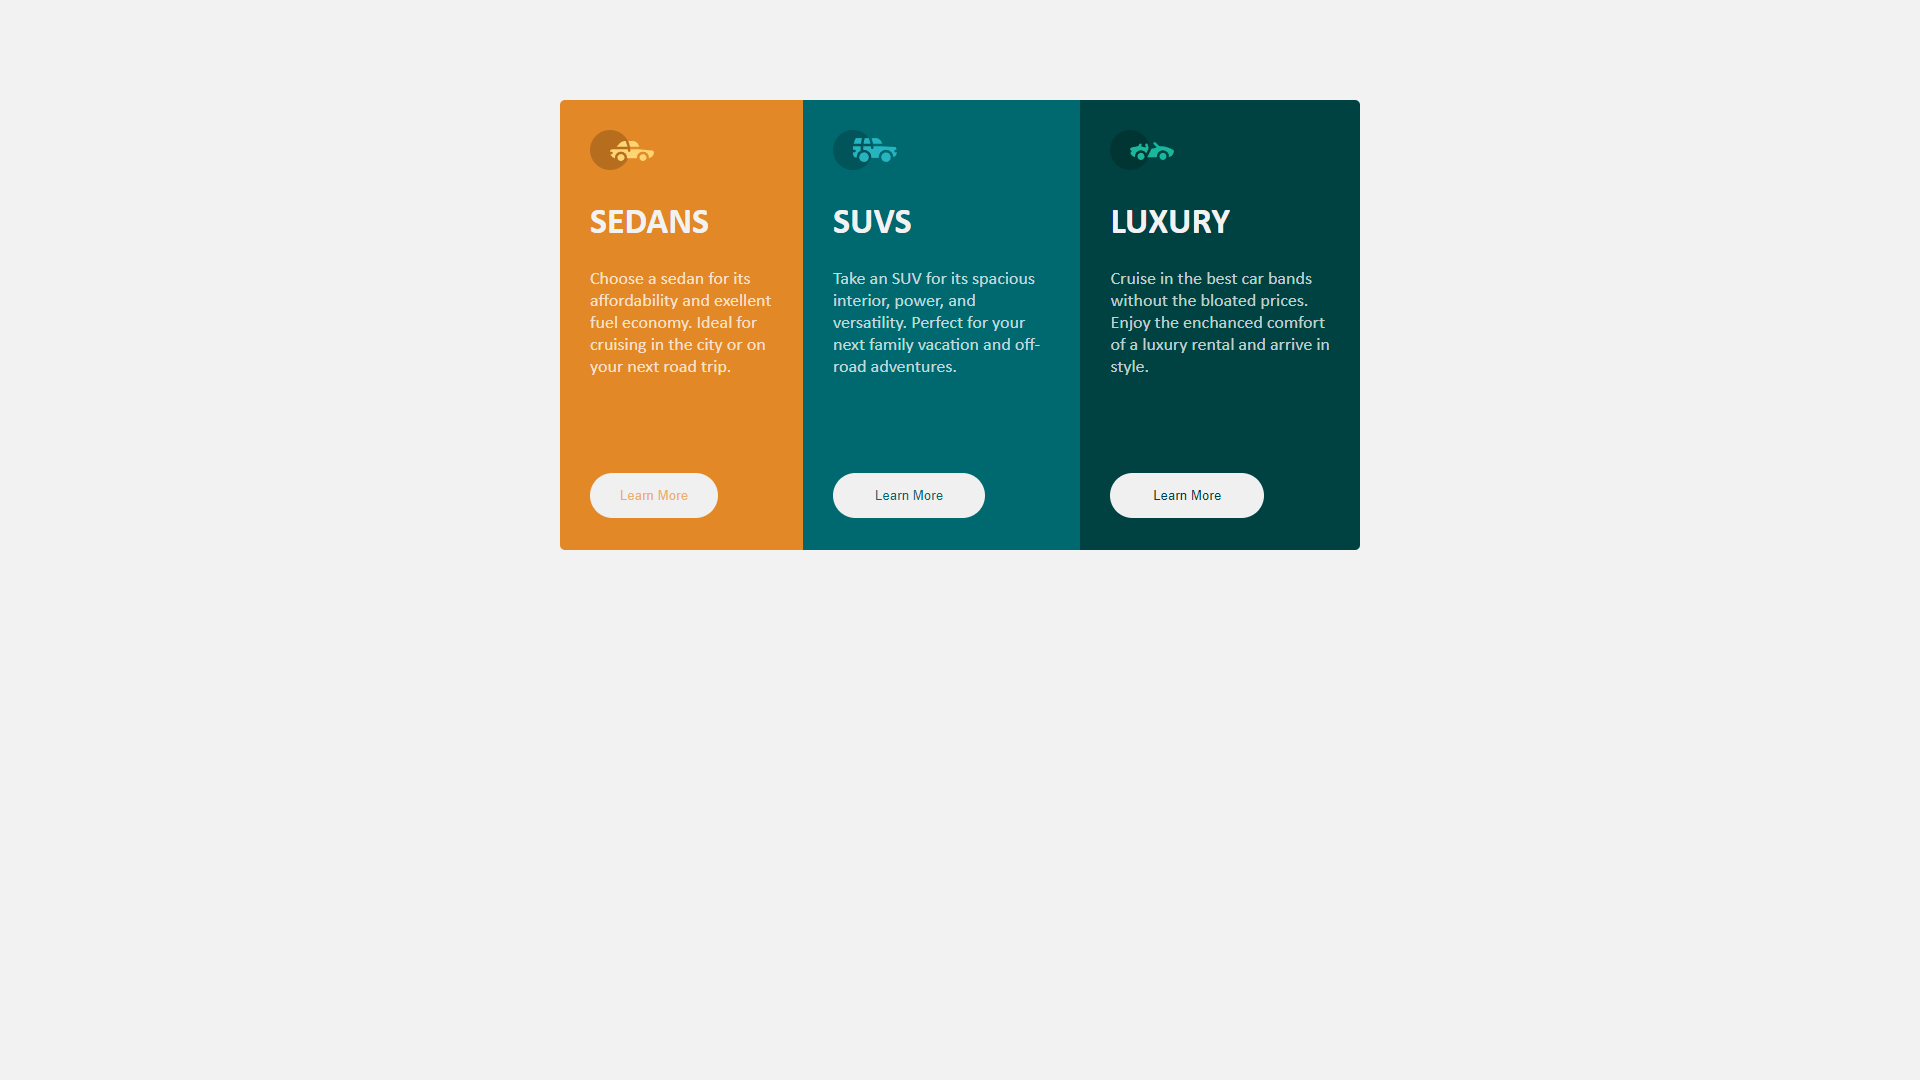 SEDANS
Choose a sedan for its
affordability and exellent
fuel economy. Ideal for
cruising in the city or on
your next road trip.
Learn More
SUVS
Take an SUV for its spacious
interior, power, and
versatility. Perfect for your
next family vacation and off-
road adventures.
Learn More
LUXURY
Cruise in the best car bands
without the bloated prices.
Enjoy the enchanced comfort
of a luxury rental and arrive in
style.
Learn More